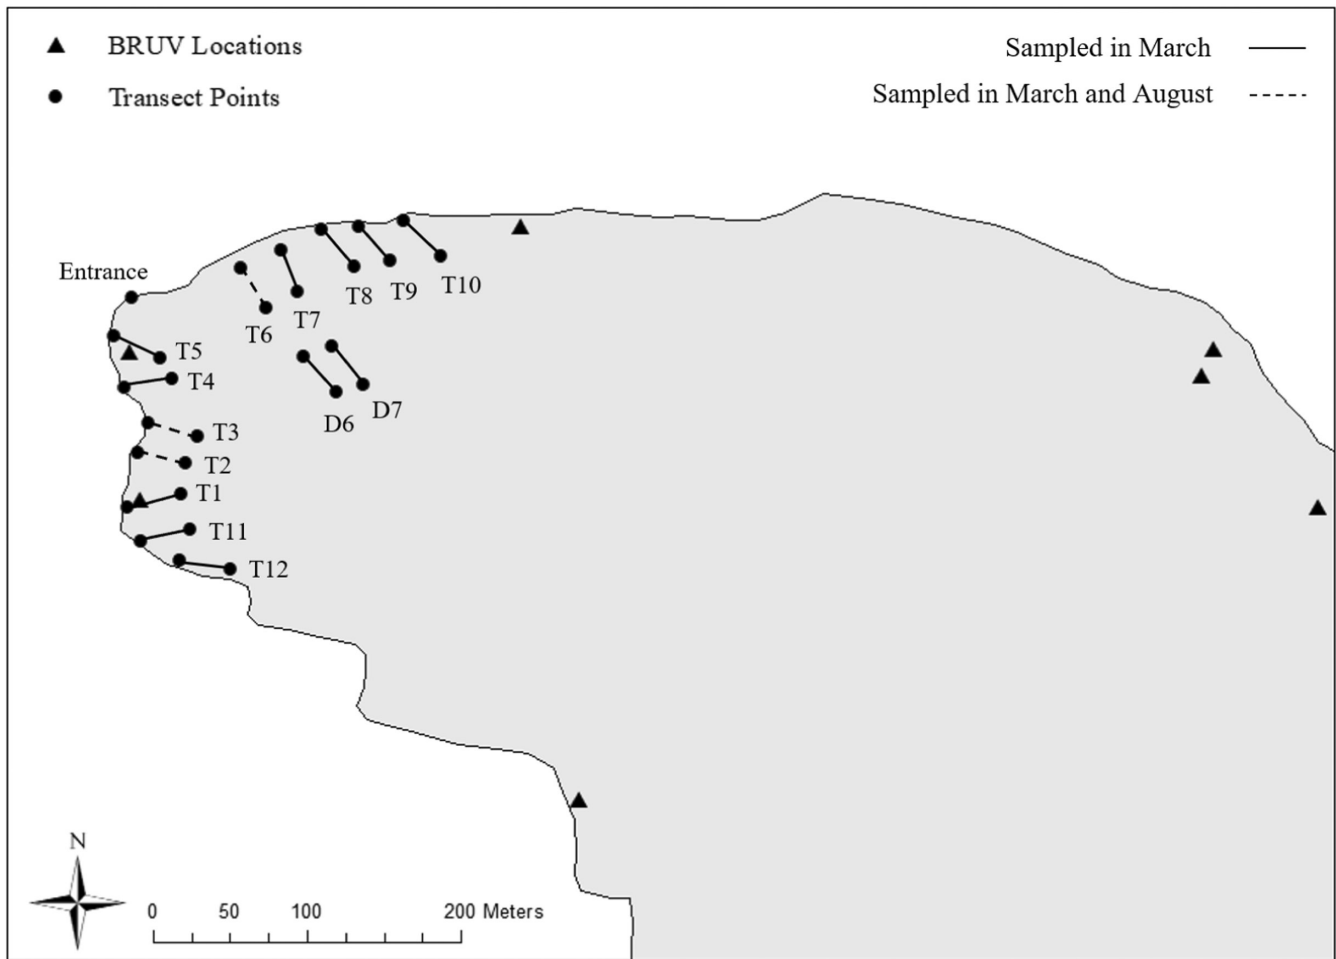 BRUV Locations
Transect Points
Sampled in March
Sampled in March and August
Entrance
T10
T8
T9
T7
T6
T5
T4
D7
D6
T3
T2
T1
T11
T12
N
0 50 100 200 Meters